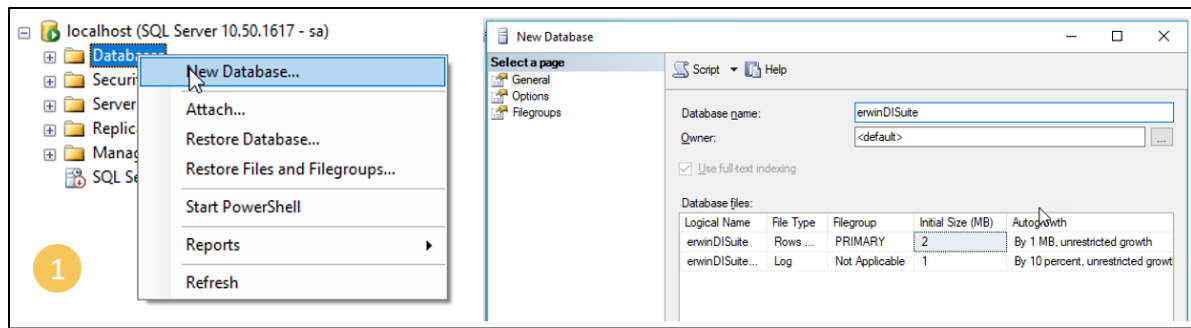 localhost (SQL Server 10.50.1617 - sa)
Databases
Securi
Server
Replic
Manag
SQL Se
New Database...
Attach...
Restore Database...
Restore Files and Filegroups...
Start PowerShell
Reports
Refresh
1
New Database
Select a page
General
Options
Filegroups
Script Help
Database name: erwinDISuite
Owner: <default> ...
Use full-text indexing
Database files:
Logical Name File Type Filegroup Initial Size (MB) Autogrowth
erwinDISuite Rows ... PRIMARY 2 By 1 MB, unrestricted growth
erwinDISuite... Log Not Applicable 1 By 10 percent, unrestricted growt